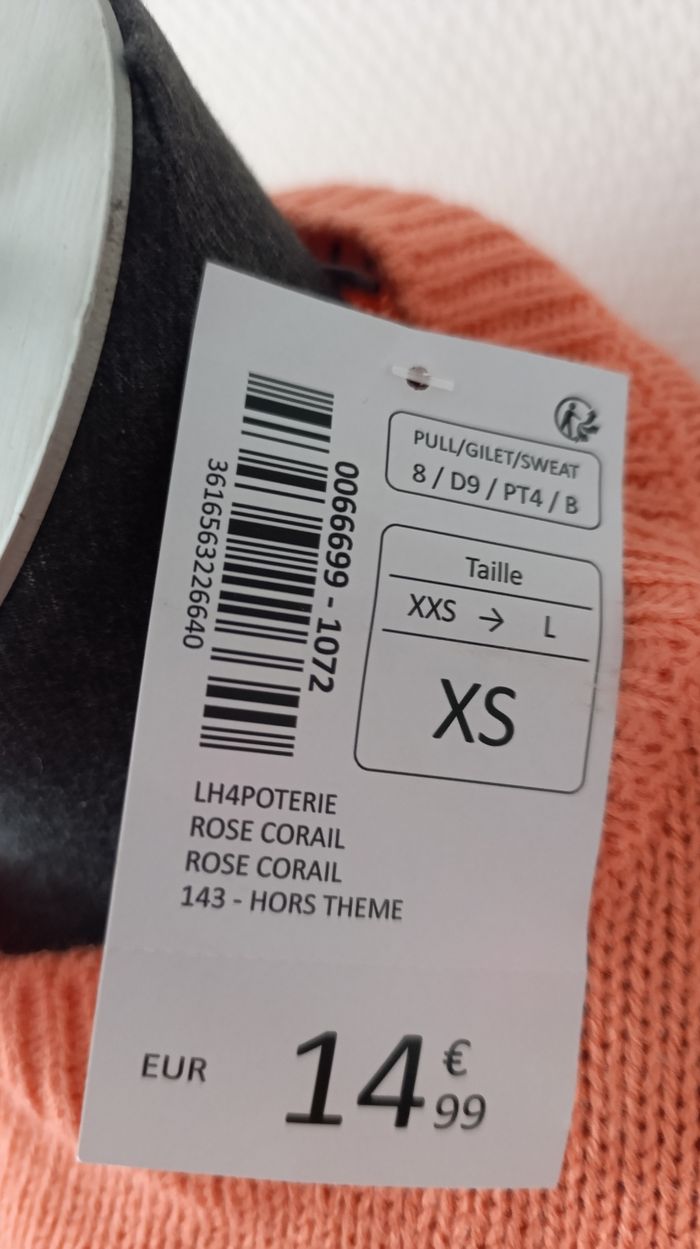 PULL/GILET/SWEAT
8 / D9 / PT4 / B
0066699 - 1072
3616563226640
Taille
XXS → L
XS
LH4POTERIE
ROSE CORAIL
ROSE CORAIL
143 - HORS THEME
EUR 14 € 99